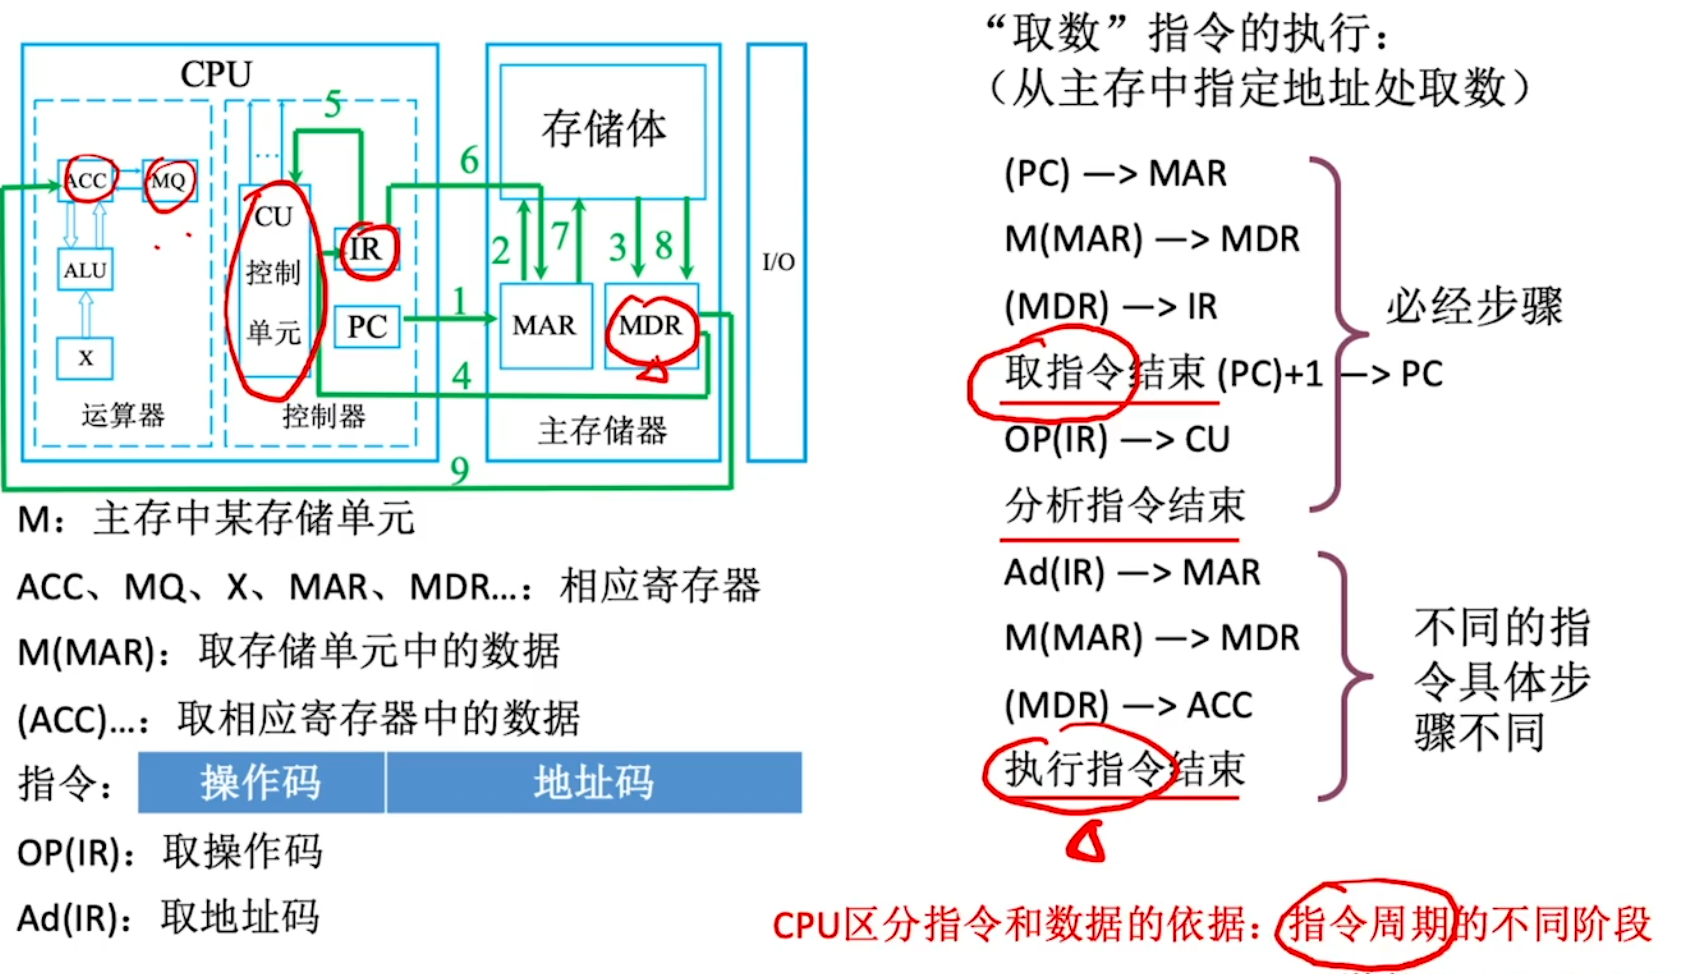 “取数”指令的执行：
（从主存中指定地址处取数）
CPU
5
存储体
6
ACC
MQ
...
CU
控制
单元
IR
2
7
3
8
I/O
ALU
PC
1
MAR
MDR
X
4
运算器
控制器
主存储器
9
M：主存中某存储单元
ACC、MQ、X、MAR、MDR...：相应寄存器
M(MAR)：取存储单元中的数据
(ACC)...：取相应寄存器中的数据
指令： 操作码 地址码
OP(IR)：取操作码
Ad(IR)：取地址码
(PC) —> MAR
M(MAR) —> MDR
(MDR) —> IR
取指令结束 (PC)+1 —> PC
OP(IR) —> CU
分析指令结束
必经步骤
Ad(IR) —> MAR
M(MAR) —> MDR
(MDR) —> ACC
执行指令结束
不同的指
令具体步
骤不同
CPU区分指令和数据的依据：指令周期的不同阶段